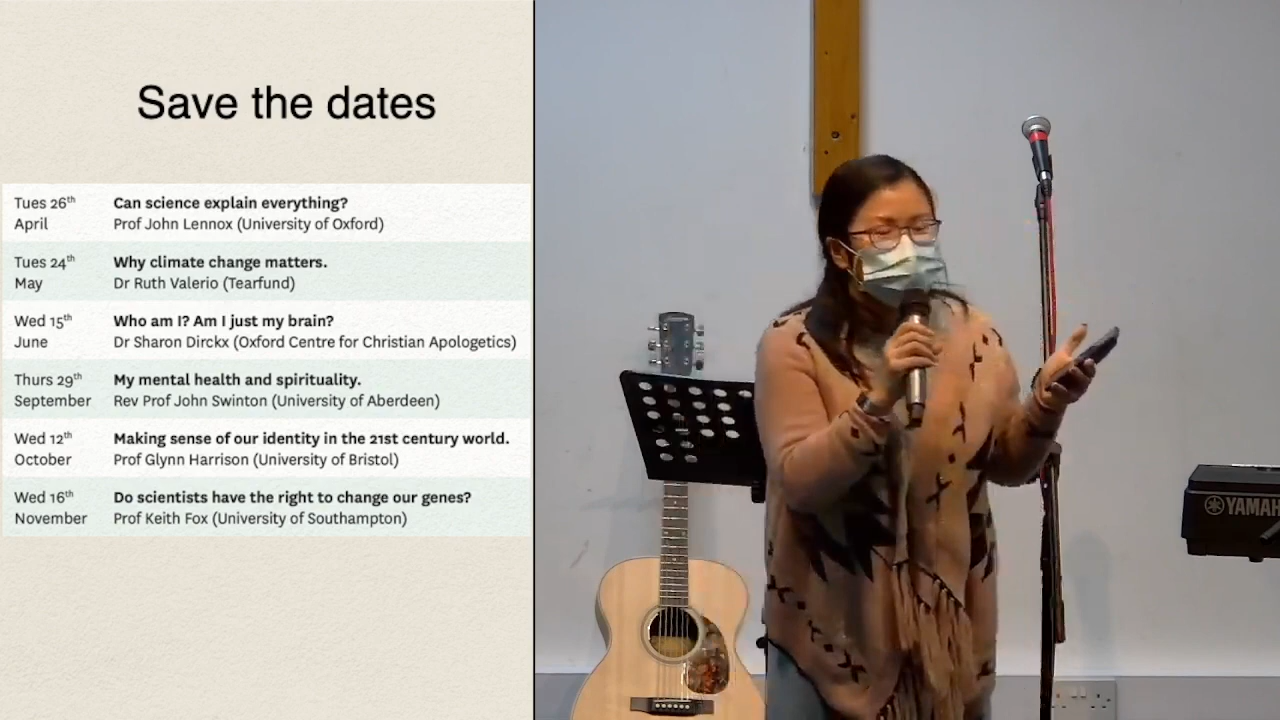 Save the dates
Tues 26th Can science explain everything?
April Prof John Lennox (University of Oxford)
Tues 24th Why climate change matters.
May Dr Ruth Valerio (Tearfund)
Wed 15th Who am I? Am I just my brain?
June Dr Sharon Dirckx (Oxford Centre for Christian Apologetics)
Thurs 29th My mental health and spirituality.
September Rev Prof John Swinton (University of Aberdeen)
Wed 12th Making sense of our identity in the 21st century world.
October Prof Glynn Harrison (University of Bristol)
Wed 16th Do scientists have the right to change our genes?
November Prof Keith Fox (University of Southampton)
YAMAH